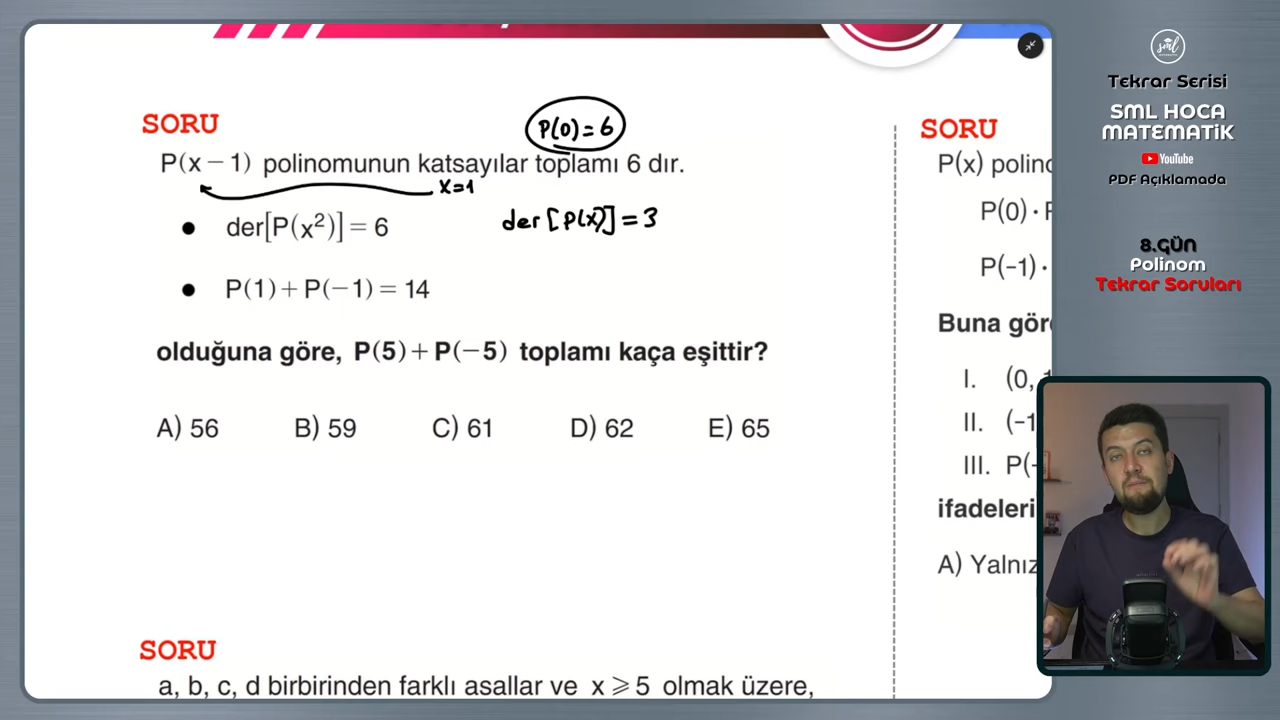 SORU
P(0)=6
P(x − 1) polinomunun katsayılar toplamı 6 dır.
x=1
• der[P(x²)] = 6
der[P(x)] = 3
• P(1) + P(−1) = 14
olduğuna göre, P(5) + P(−5) toplamı kaça eşittir?
A) 56 B) 59 C) 61 D) 62 E) 65
SORU
a, b, c, d birbirinden farklı asallar ve x ⩾ 5 olmak üzere,
SORU
P(x)
P(0) ·
P(−1) ·
Buna
I. (0,
II. (−1
III. P(
A) Yalnız
sml
Tekrar Serisi
SML HOCA
MATEMATİK
YouTube
PDF Açıklamada
8.GÜN
Polinom
Tekrar Soruları